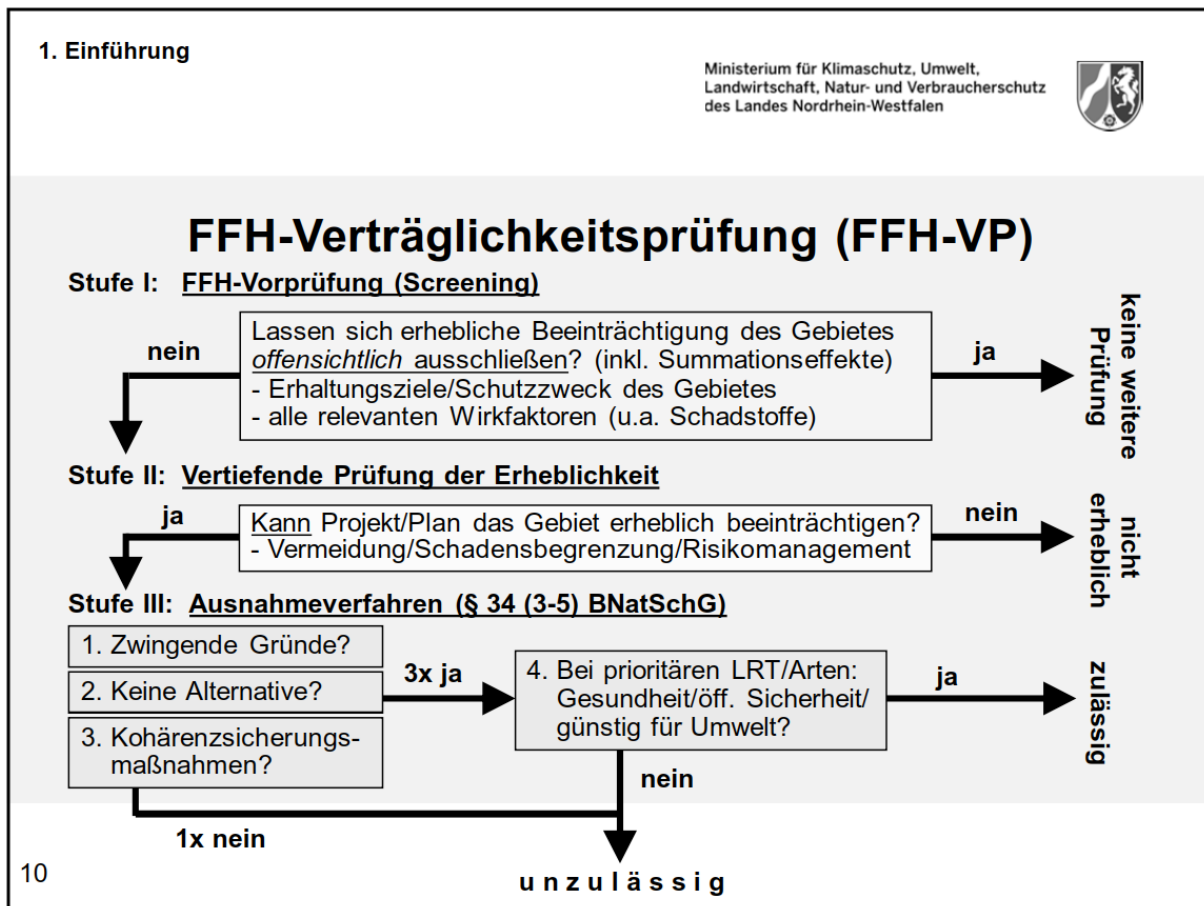 1. Einführung
Ministerium für Klimaschutz, Umwelt,
Landwirtschaft, Natur- und Verbraucherschutz
des Landes Nordrhein-Westfalen
FFH-Verträglichkeitsprüfung (FFH-VP)
Stufe I: FFH-Vorprüfung (Screening)
Lassen sich erhebliche Beeinträchtigung des Gebietes
offensichtlich ausschließen? (inkl. Summationseffekte)
- Erhaltungsziele/Schutzzweck des Gebietes
- alle relevanten Wirkfaktoren (u.a. Schadstoffe)
nein
ja
keine weitere
Prüfung
Stufe II: Vertiefende Prüfung der Erheblichkeit
ja
Kann Projekt/Plan das Gebiet erheblich beeinträchtigen?
- Vermeidung/Schadensbegrenzung/Risikomanagement
nein
nicht
erheblich
Stufe III: Ausnahmeverfahren (§ 34 (3-5) BNatSchG)
1. Zwingende Gründe?
2. Keine Alternative?
3. Kohärenzsicherungs-
maßnahmen?
3x ja
4. Bei prioritären LRT/Arten:
Gesundheit/öff. Sicherheit/
günstig für Umwelt?
ja
zulässig
nein
1x nein
unzulässig
10